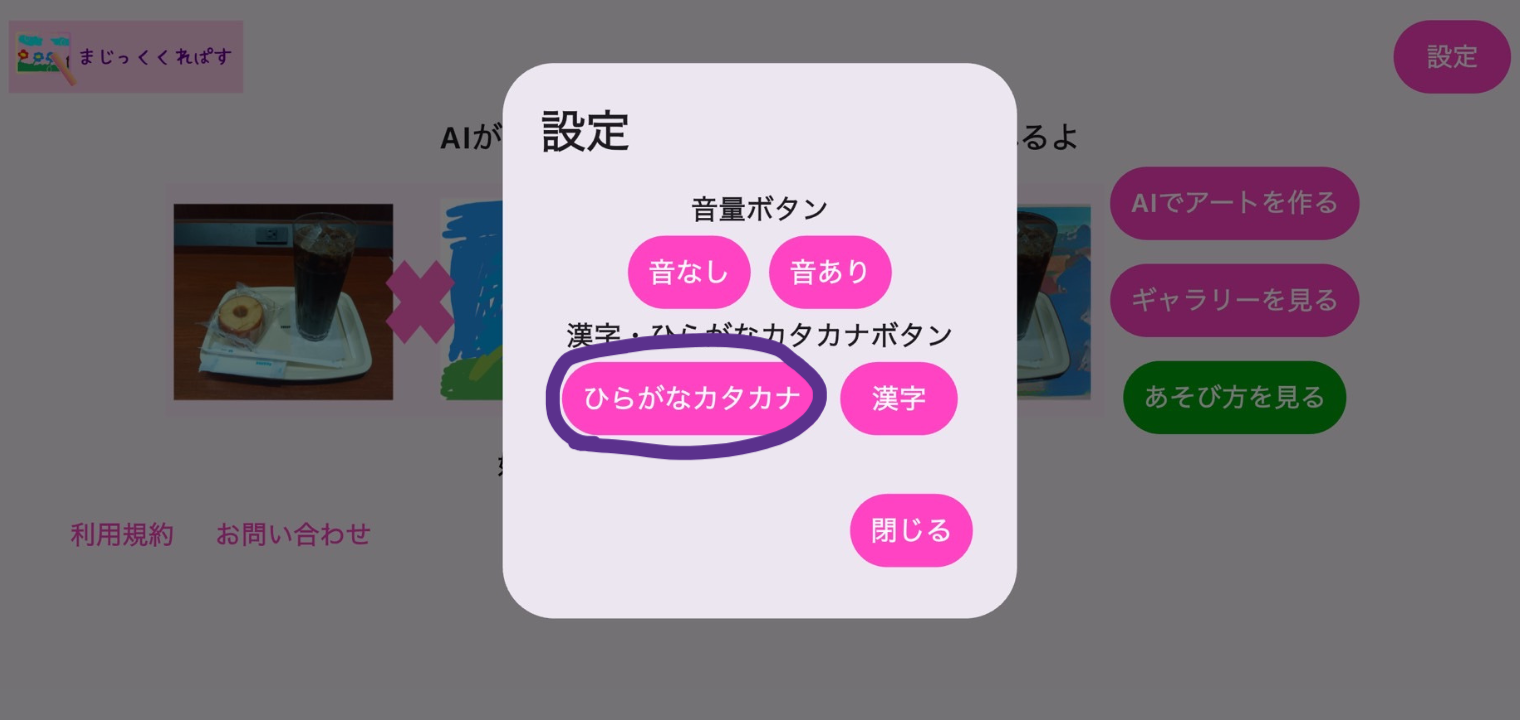 まじっくくれぱす
設定
AIが
るよ
設定
音量ボタン
音なし 音あり
漢字・ひらがなカタカナボタン
ひらがなカタカナ 漢字
閉じる
AIでアートを作る
ギャラリーを見る
あそび方を見る
利用規約 お問い合わせ